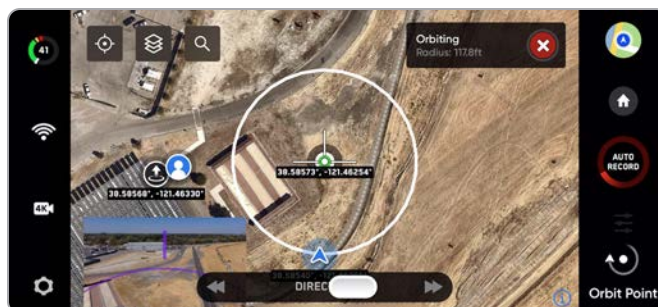 41
Orbiting
Radius: 117.8ft
38.58573°, -121.46254°
38.58568°, -121.46330°
AUTO
RECORD
4K
DIREC
Orbit Point